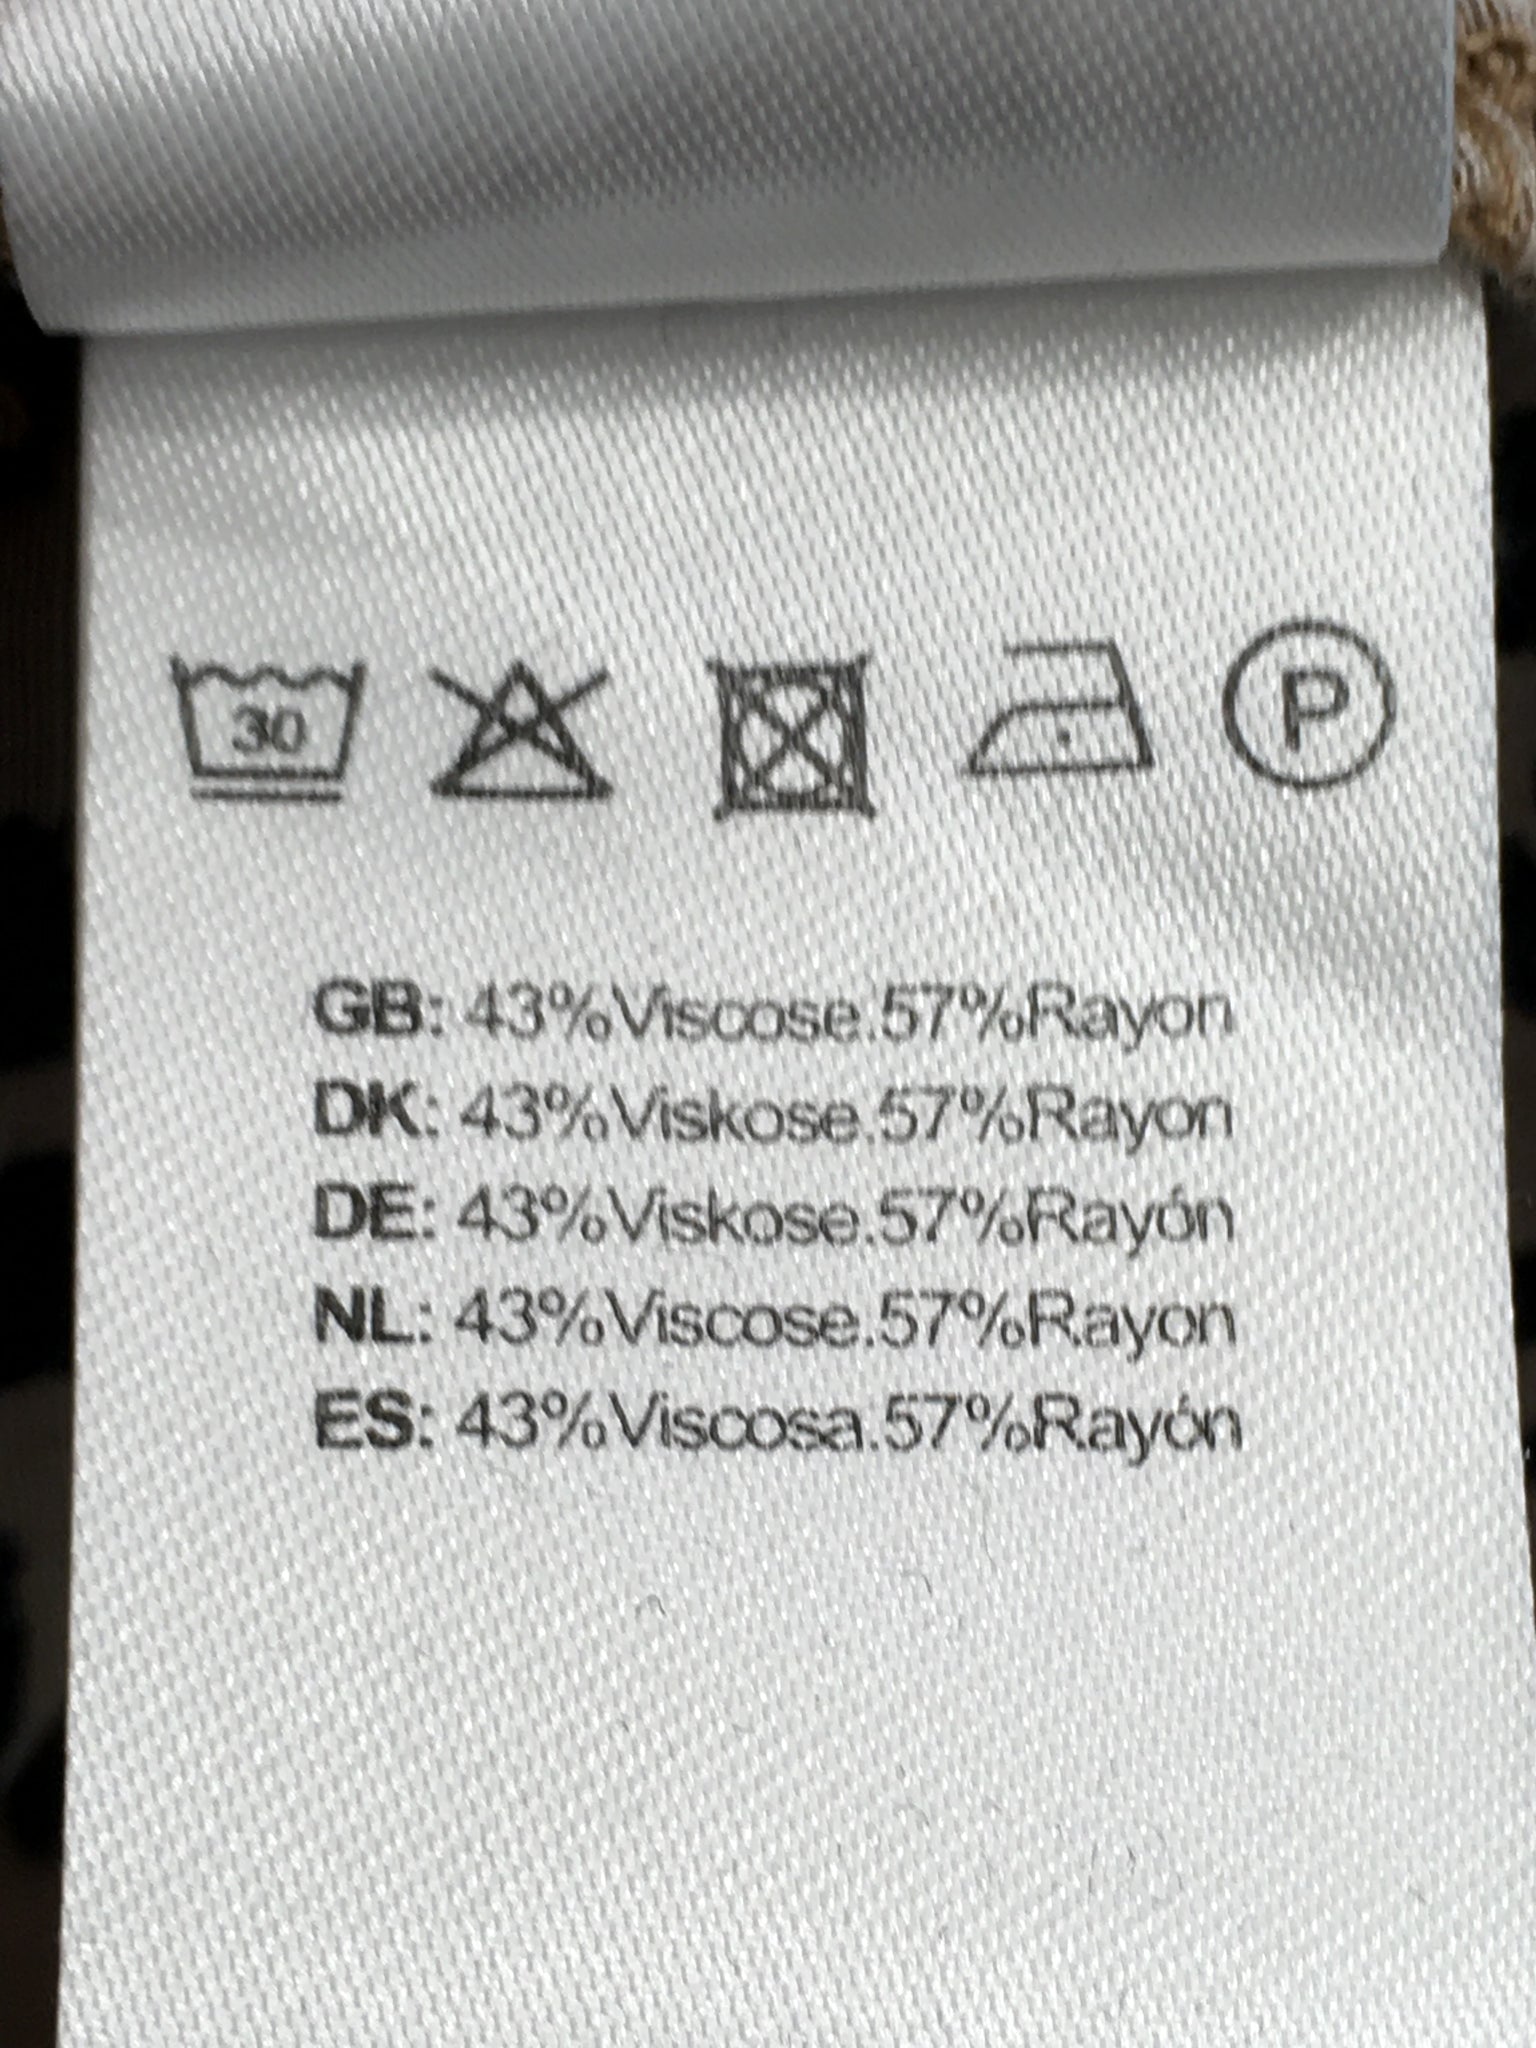 30
P
GB: 43%Viscose.57%Rayon
DK: 43%Viskose.57%Rayon
DE: 43%Viskose.57%Rayón
NL: 43%Viscose.57%Rayon
ES: 43%Viscosa.57%Rayón